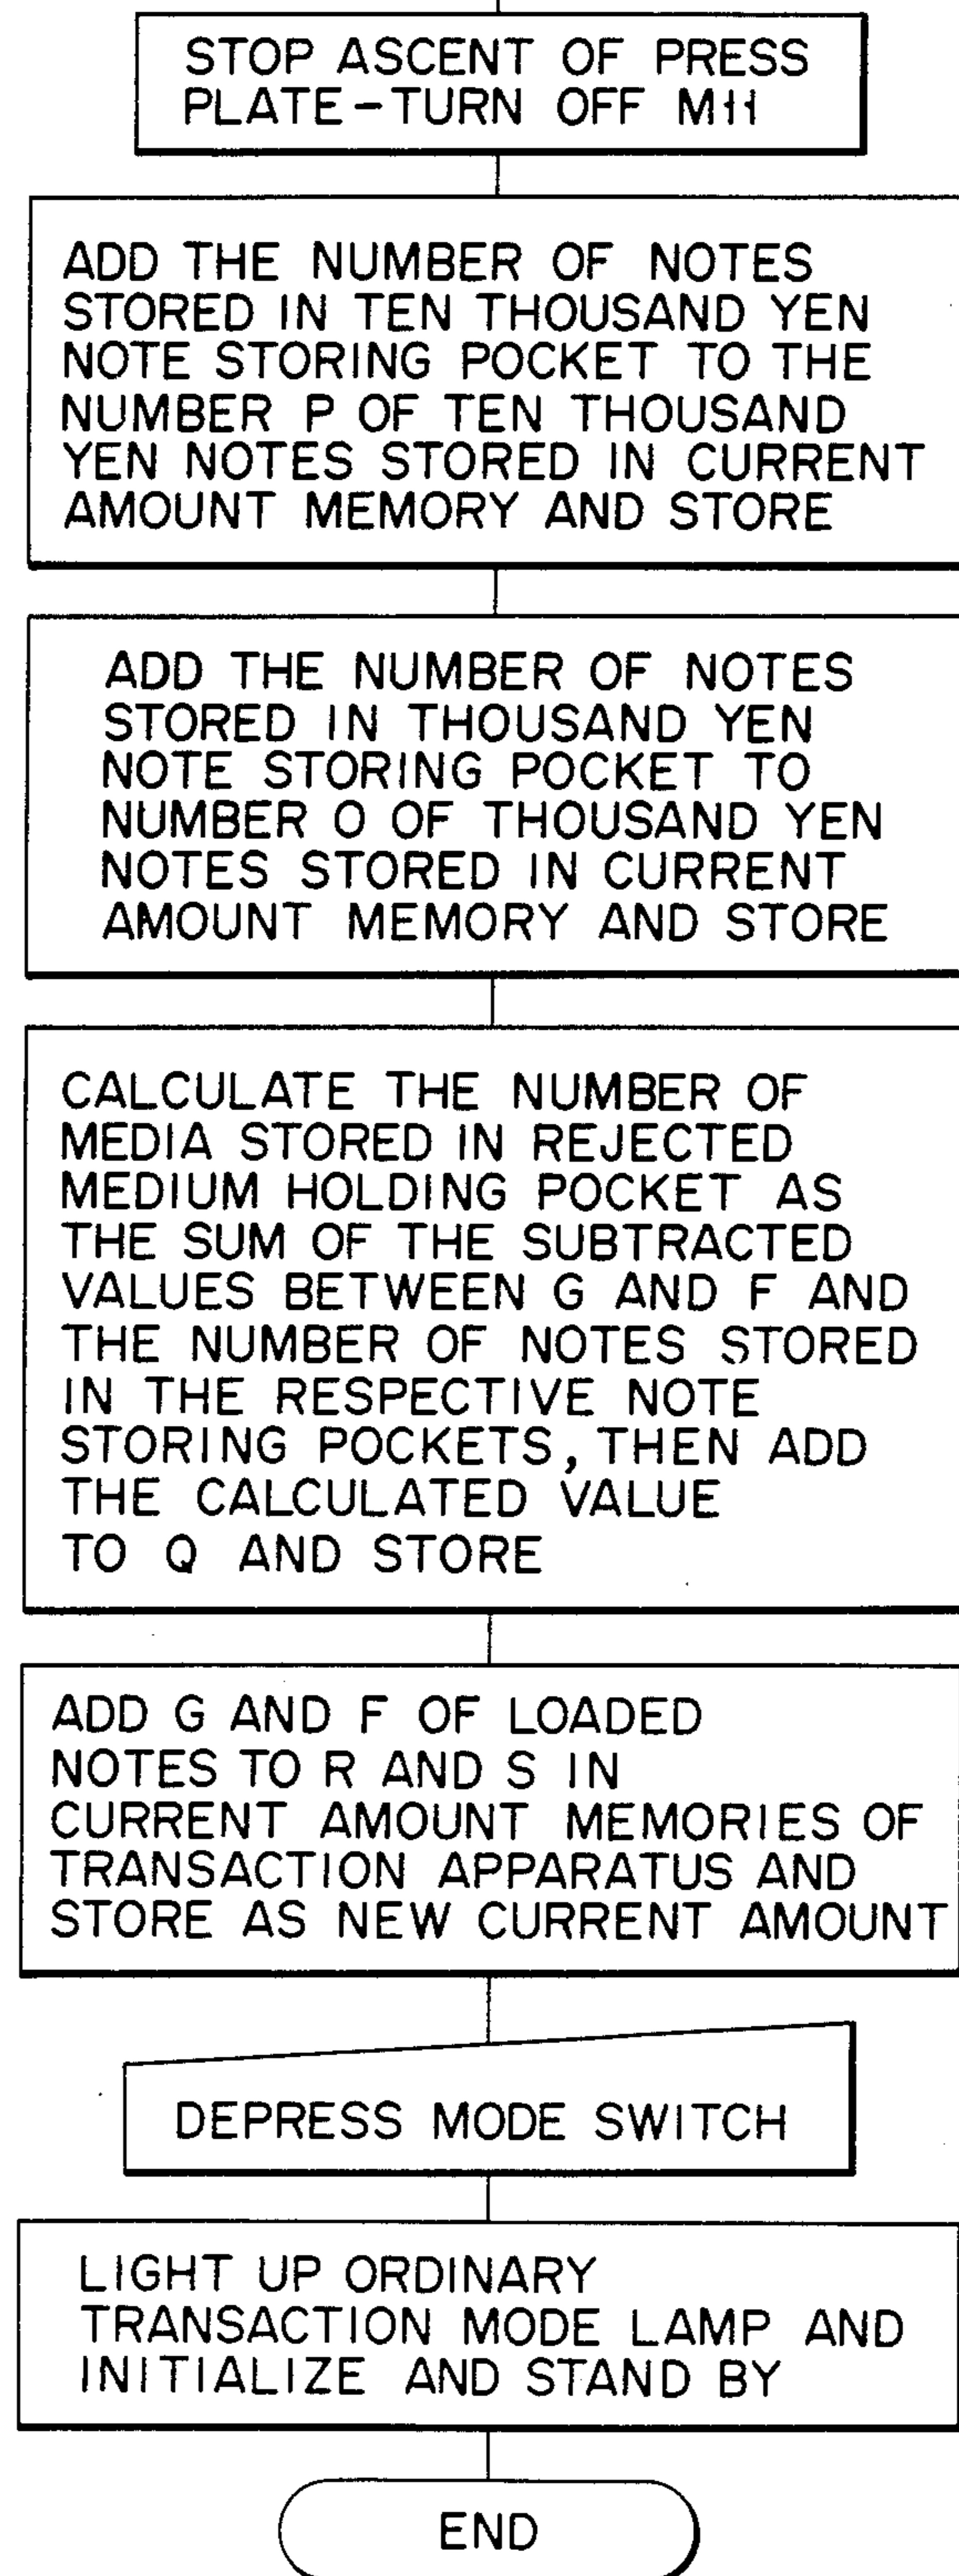 STOP ASCENT OF PRESS
PLATE-TURN OFF M11
ADD THE NUMBER OF NOTES
STORED IN TEN THOUSAND YEN
NOTE STORING POCKET TO THE
NUMBER P OF TEN THOUSAND
YEN NOTES STORED IN CURRENT
AMOUNT MEMORY AND STORE
ADD THE NUMBER OF NOTES
STORED IN THOUSAND YEN
NOTE STORING POCKET TO
NUMBER O OF THOUSAND YEN
NOTES STORED IN CURRENT
AMOUNT MEMORY AND STORE
CALCULATE THE NUMBER OF
MEDIA STORED IN REJECTED
MEDIUM HOLDING POCKET AS
THE SUM OF THE SUBTRACTED
VALUES BETWEEN G AND F AND
THE NUMBER OF NOTES STORED
IN THE RESPECTIVE NOTE
STORING POCKETS, THEN ADD
THE CALCULATED VALUE
TO Q AND STORE
ADD G AND F OF LOADED
NOTES TO R AND S IN
CURRENT AMOUNT MEMORIES OF
TRANSACTION APPARATUS AND
STORE AS NEW CURRENT AMOUNT
DEPRESS MODE SWITCH
LIGHT UP ORDINARY
TRANSACTION MODE LAMP AND
INITIALIZE AND STAND BY
END